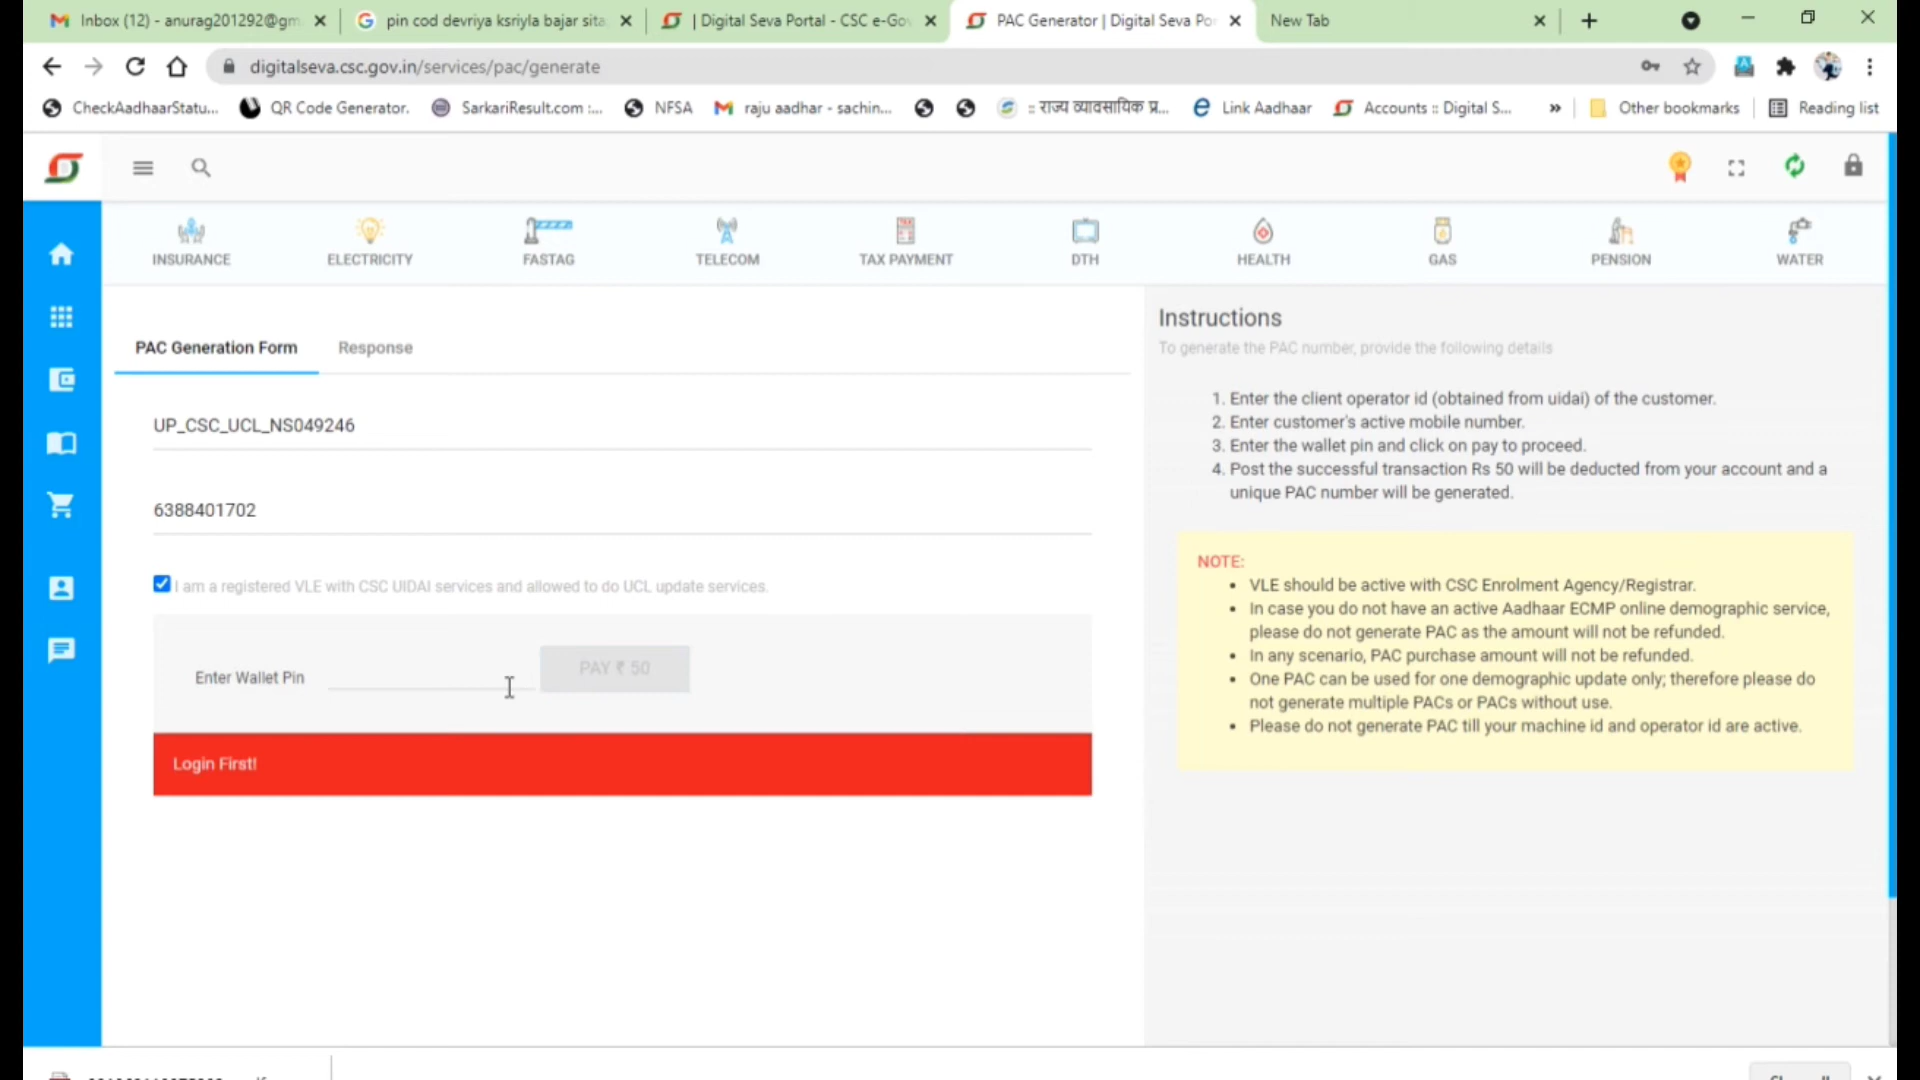 Inbox (12) - anurag201292@gm
pin cod devriya ksriyla bajar sita
| Digital Seva Portal - CSC e-Gov
PAC Generator | Digital Seva Por
New Tab
digitalseva.csc.gov.in/services/pac/generate
CheckAadhaarStatu...
QR Code Generator.
SarkariResult.com :...
NFSA
raju aadhar - sachin...
:: राज्य व्यावसायिक प्र...
Link Aadhaar
Accounts :: Digital S...
»
Other bookmarks
Reading list
INSURANCE
ELECTRICITY
FASTAG
TELECOM
TAX PAYMENT
DTH
HEALTH
GAS
PENSION
WATER
PAC Generation Form
Response
UP_CSC_UCL_NS049246
6388401702
I am a registered VLE with CSC UIDAI services and allowed to do UCL update services.
Enter Wallet Pin
PAY ₹ 50
Login First!
Instructions
To generate the PAC number, provide the following details
1. Enter the client operator id (obtained from uidai) of the customer.
2. Enter customer's active mobile number.
3. Enter the wallet pin and click on pay to proceed.
4. Post the successful transaction Rs 50 will be deducted from your account and a
unique PAC number will be generated.
NOTE:
• VLE should be active with CSC Enrolment Agency/Registrar.
• In case you do not have an active Aadhaar ECMP online demographic service,
please do not generate PAC as the amount will not be refunded.
• In any scenario, PAC purchase amount will not be refunded.
• One PAC can be used for one demographic update only; therefore please do
not generate multiple PACs or PACs without use.
• Please do not generate PAC till your machine id and operator id are active.